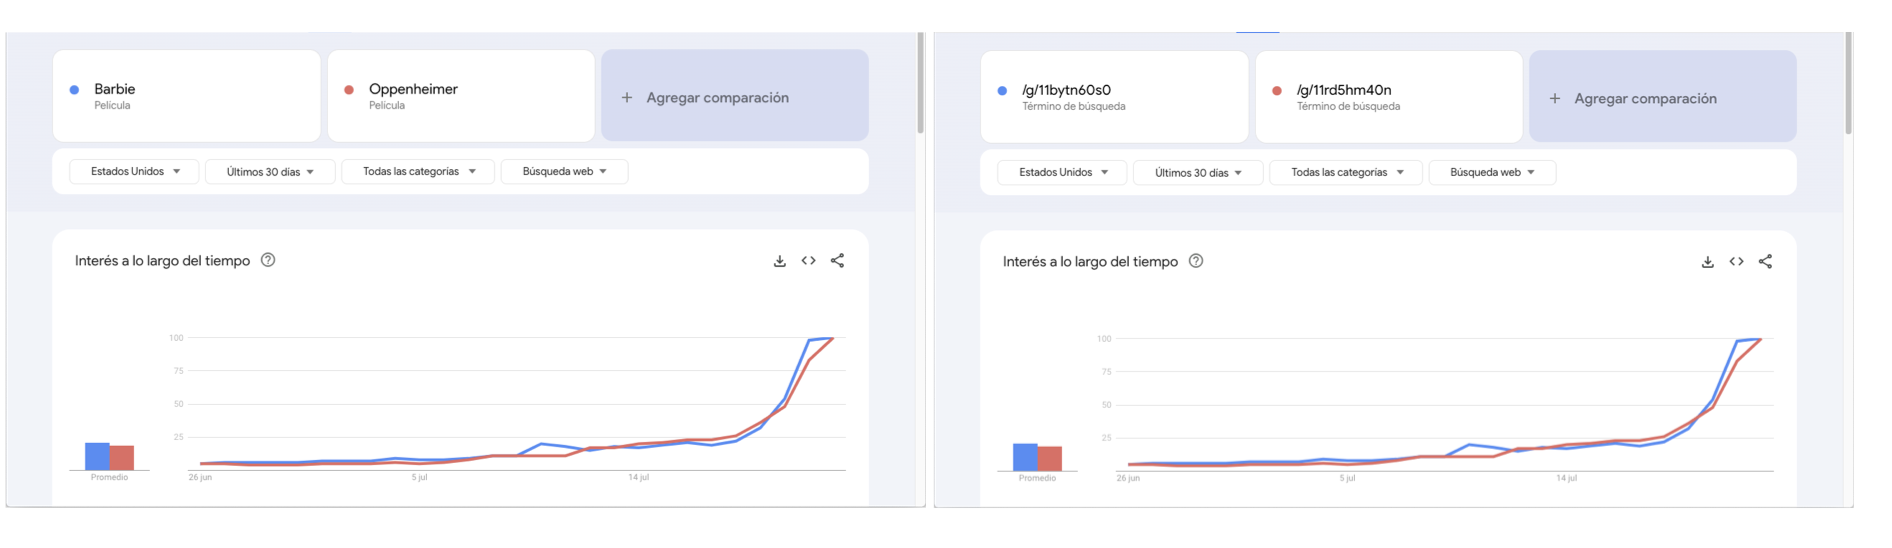 Barbie
Película
Oppenheimer
Película
+ Agregar comparación
Estados Unidos
Últimos 30 días
Todas las categorías
Búsqueda web
Interés a lo largo del tiempo
100
75
50
25
Promedio
26 jun
5 jul
14 jul
/g/11bytn60s0
Término de búsqueda
/g/11rd5hm40n
Término de búsqueda
+ Agregar comparación
Estados Unidos
Últimos 30 días
Todas las categorías
Búsqueda web
Interés a lo largo del tiempo
100
75
50
25
Promedio
26 jun
5 jul
14 jul